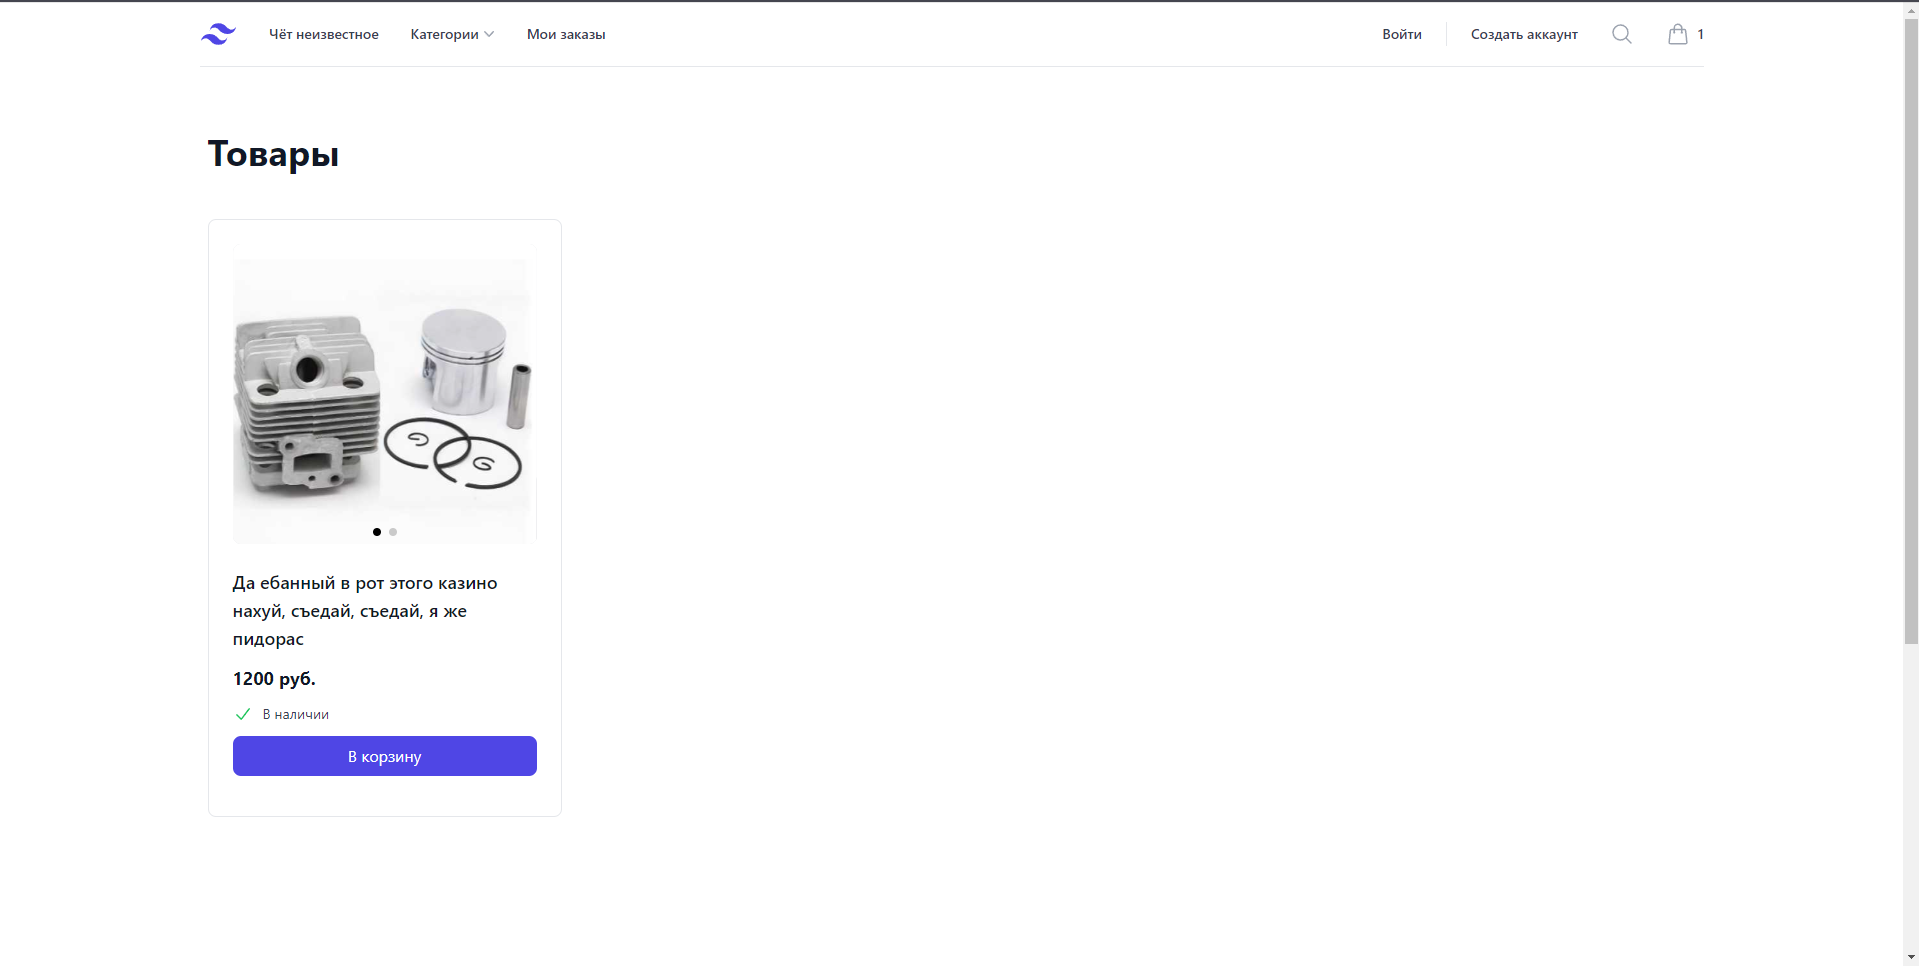 Чёт неизвестное
Категории
Мои заказы
Войти
Создать аккаунт
1
Товары
Да ебанный в рот этого казино
нахуй, съедай, съедай, я же
пидорас
1200 руб.
В наличии
В корзину